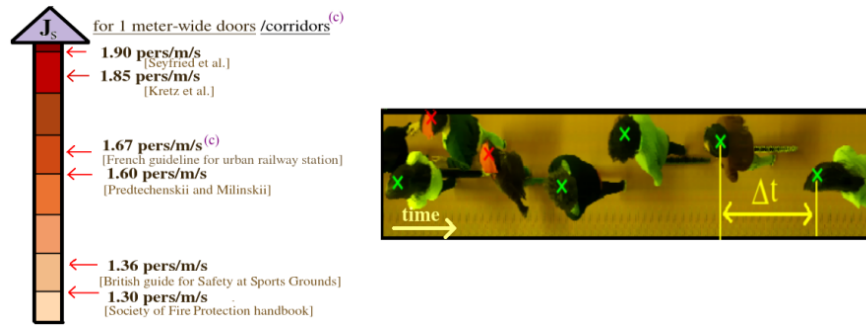 Js
for 1 meter-wide doors /corridors(c)
1.90 pers/m/s
[Seyfried et al.]
1.85 pers/m/s
[Kretz et al.]
1.67 pers/m/s(c)
[French guideline for urban railway station]
1.60 pers/m/s
[Predtechenskii and Milinskii]
1.36 pers/m/s
[British guide for Safety at Sports Grounds]
1.30 pers/m/s
[Society of Fire Protection handbook]
time
Δt